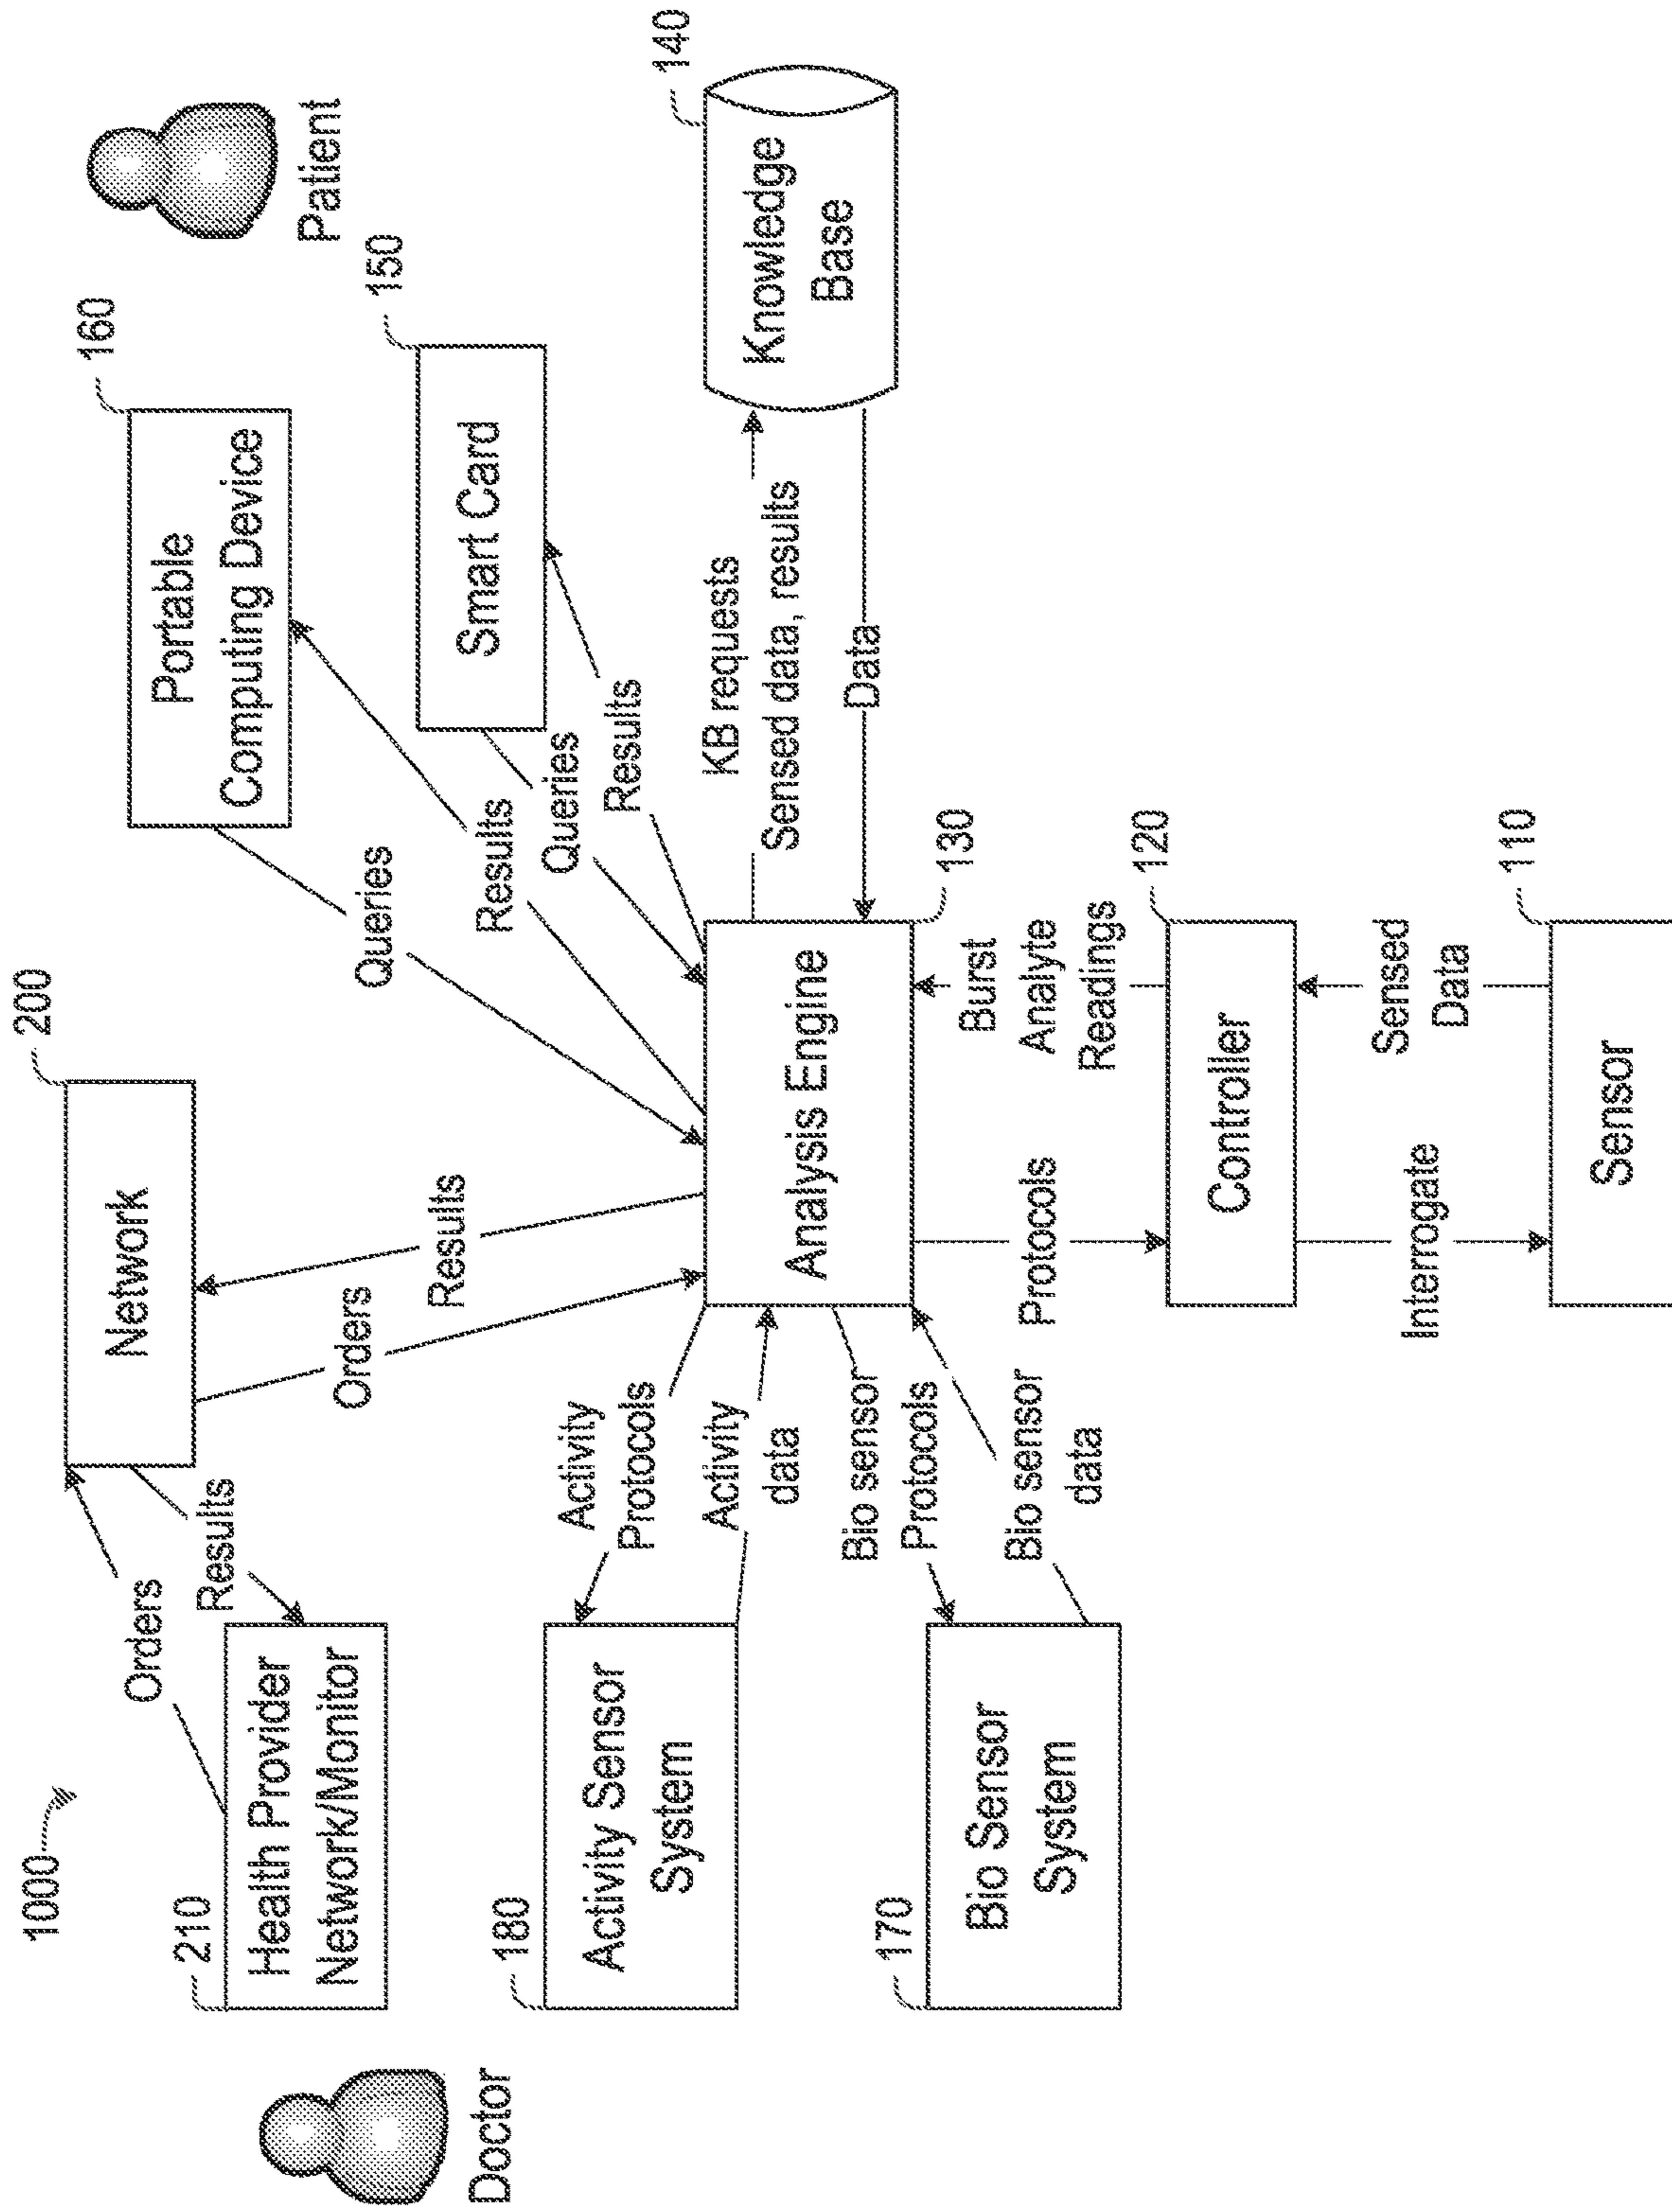 1000
200
160
Patient
210
Health Provider
Network/Monitor
Orders
Results
Network
Portable
Computing Device
150
Doctor
Orders
Results
Queries
Results
Smart Card
Queries
Results
140
180
Activity Sensor
System
Activity
Protocols
Activity
data
Analysis Engine
130
KB requests
Sensed data, results
Data
Knowledge
Base
170
Bio Sensor
System
Bio sensor
Protocols
Bio sensor
data
Protocols
Burst
Analyte
Readings
120
Controller
Interrogate
Sensed
Data
110
Sensor